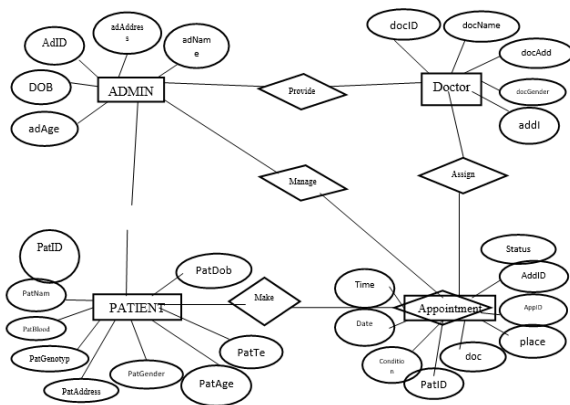 adAddres
s
AdID
adNam
e
DOB
ADMIN
adAge
Provide
docID
docName
docAdd
Doctor
docGender
addI
Manage
Assign
PatID
PatDob
PatNam
PATIENT
PatBlood
PatGenotyp
PatAddress
PatGender
PatAge
PatTe
Make
Time
Date
Conditio
n
PatID
doc
Appointment
Status
AddID
AppID
place